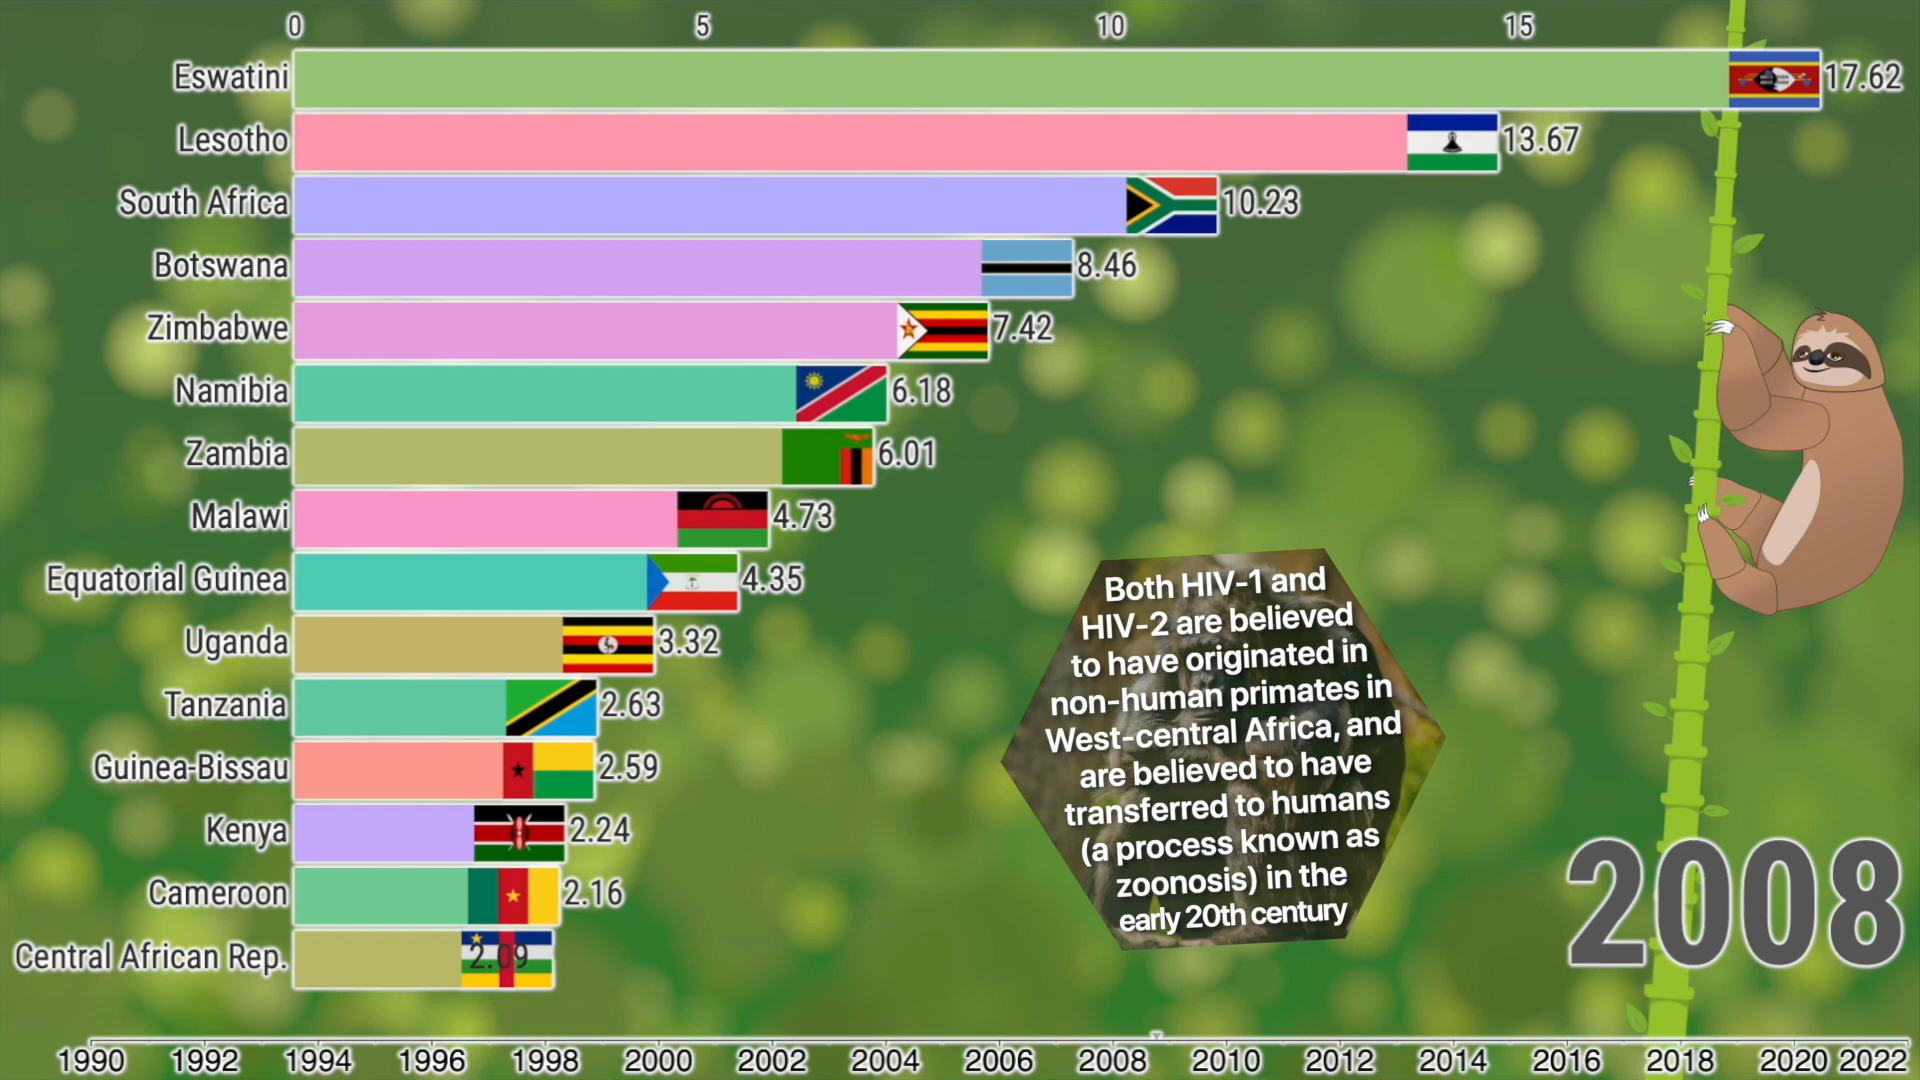 0 5 10 15
Eswatini 17.62
Lesotho 13.67
South Africa 10.23
Botswana 8.46
Zimbabwe 7.42
Namibia 6.18
Zambia 6.01
Malawi 4.73
Equatorial Guinea 4.35
Uganda 3.32
Tanzania 2.63
Guinea-Bissau 2.59
Kenya 2.24
Cameroon 2.16
Central African Rep. 2.09
Both HIV-1 and
HIV-2 are believed
to have originated in
non-human primates in
West-central Africa, and
are believed to have
transferred to humans
(a process known as
zoonosis) in the
early 20th century
2008
1990 1992 1994 1996 1998 2000 2002 2004 2006 2008 2010 2012 2014 2016 2018 2020 2022